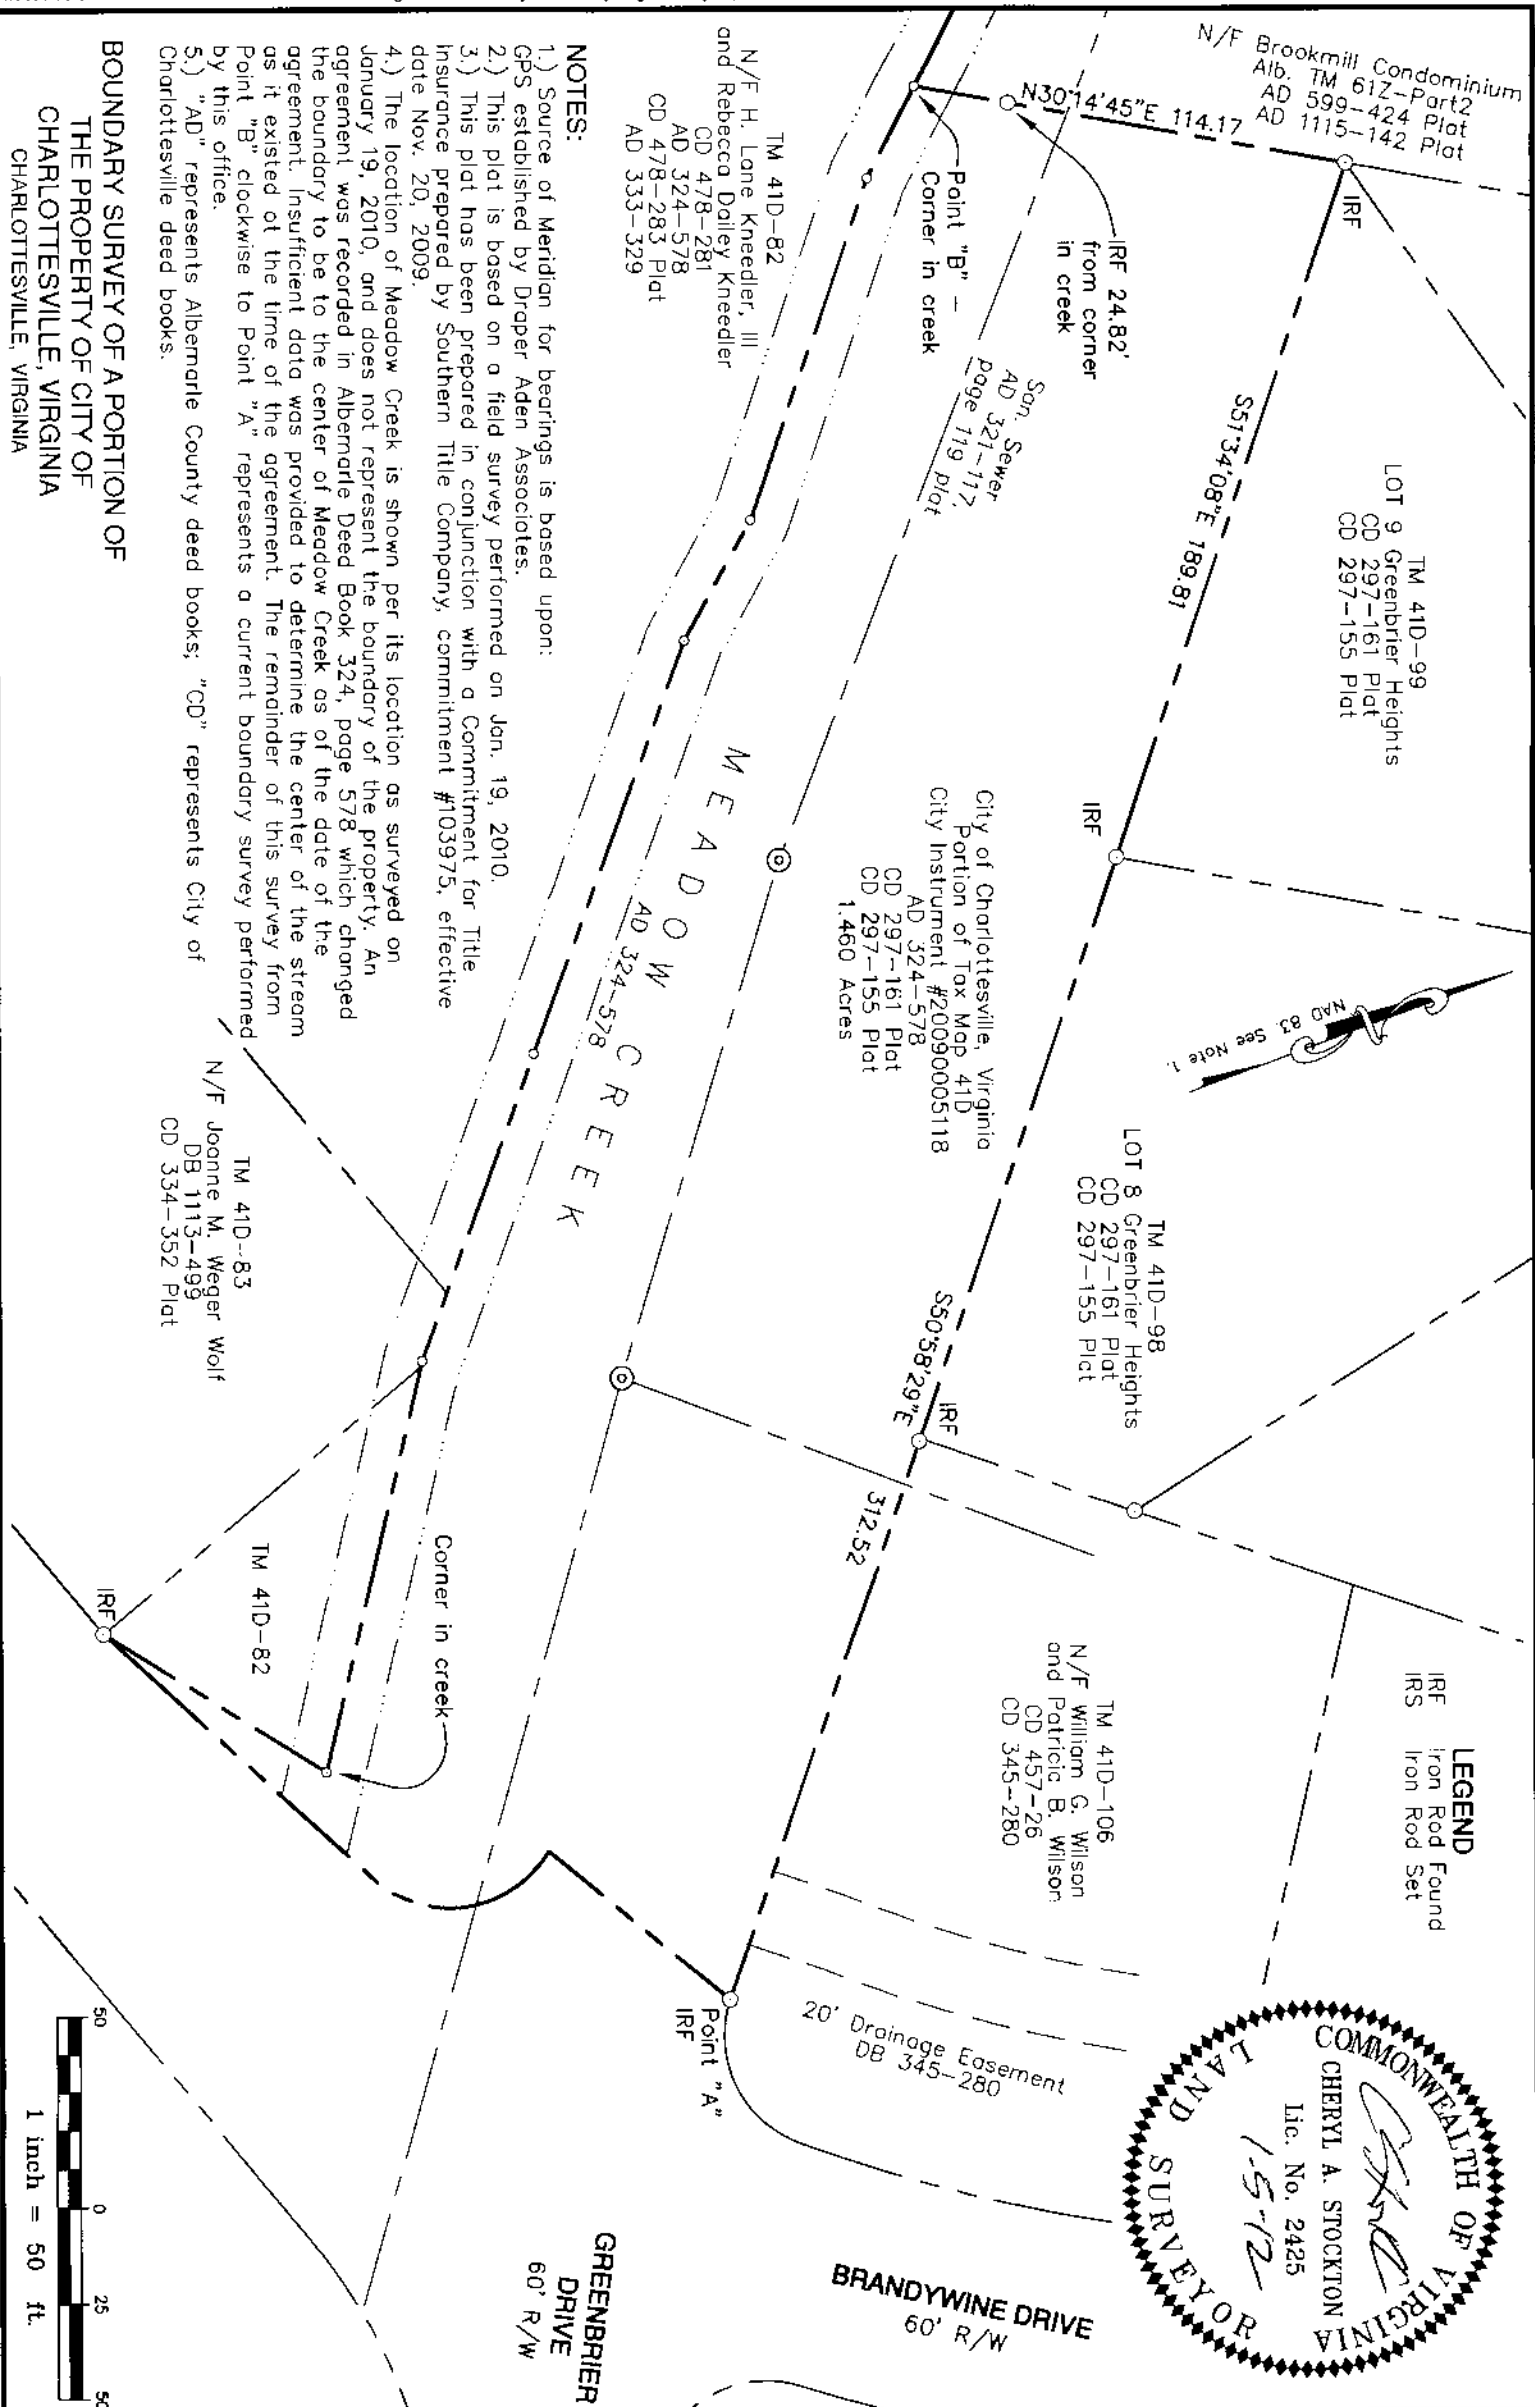 N/F Brookmill Condominium
Alb. TM 61Z-Part2
AD 599-424 Plat
AD 1115-142 Plat
N30°14'45"E 114.17
IRF
IRF 24.82'
from corner
in creek
Point "B" –
Corner in creek
S51°34'08"E 189.81
TM 41D-99
LOT 9 Greenbrier Heights
CD 297-161 Plat
CD 297-155 Plat
IRF
NAD 83. See Note 1.
TM 41D-98
LOT 8 Greenbrier Heights
CD 297-161 Plat
CD 297-155 Plat
S50°58'29"E
312.52
IRF
LEGEND
IRF Iron Rod Found
IRS Iron Rod Set
TM 41D-106
N/F William G. Wilson
and Patricia B. Wilson
CD 457-26
CD 345-280
COMMONWEALTH OF VIRGINIA
CHERYL A. STOCKTON
Lic. No. 2425
1-5-12
LAND SURVEYOR
20' Drainage Easement
DB 345-280
Point "A"
IRF
BRANDYWINE DRIVE
60' R/W
GREENBRIER
DRIVE
60' R/W
San. Sewer
AD 321-117,
Page 119 plat
City of Charlottesville, Virginia
Portion of Tax Map 41D
City Instrument #2009005118
AD 324-578
CD 297-161 Plat
CD 297-155 Plat
1.460 Acres
MEADOW CREEK
AD 324-578
TM 41D-82
N/F H. Lane Kneedler, III
and Rebecca Dailey Kneedler
CD 478-281
AD 324-578
CD 478-283 Plat
AD 333-329
Corner in creek
TM 41D-82
IRF
TM 41D-83
N/F Joanne M. Weger Wolf
DB 1113-499
CD 334-352 Plat
NOTES:
1.) Source of Meridian for bearings is based upon:
GPS established by Draper Aden Associates.
2.) This plat is based on a field survey performed on Jan. 19, 2010.
3.) This plat has been prepared in conjunction with a Commitment for Title
Insurance prepared by Southern Title Company, commitment #103975, effective
date Nov. 20, 2009.
4.) The location of Meadow Creek is shown per its location as surveyed on
January 19, 2010, and does not represent the boundary of the property. An
agreement was recorded in Albemarle Deed Book 324, page 578 which changed
the boundary to be to the center of Meadow Creek as of the date of the
agreement. Insufficient data was provided to determine the center of the stream
as it existed at the time of the agreement. The remainder of this survey from
Point "B" clockwise to Point "A" represents a current boundary survey performed
by this office.
5.) "AD" represents Albemarle County deed books; "CD" represents City of
Charlottesville deed books.
BOUNDARY SURVEY OF A PORTION OF
THE PROPERTY OF CITY OF
CHARLOTTESVILLE, VIRGINIA
CHARLOTTESVILLE, VIRGINIA
50 0 25 50
1 inch = 50 ft.